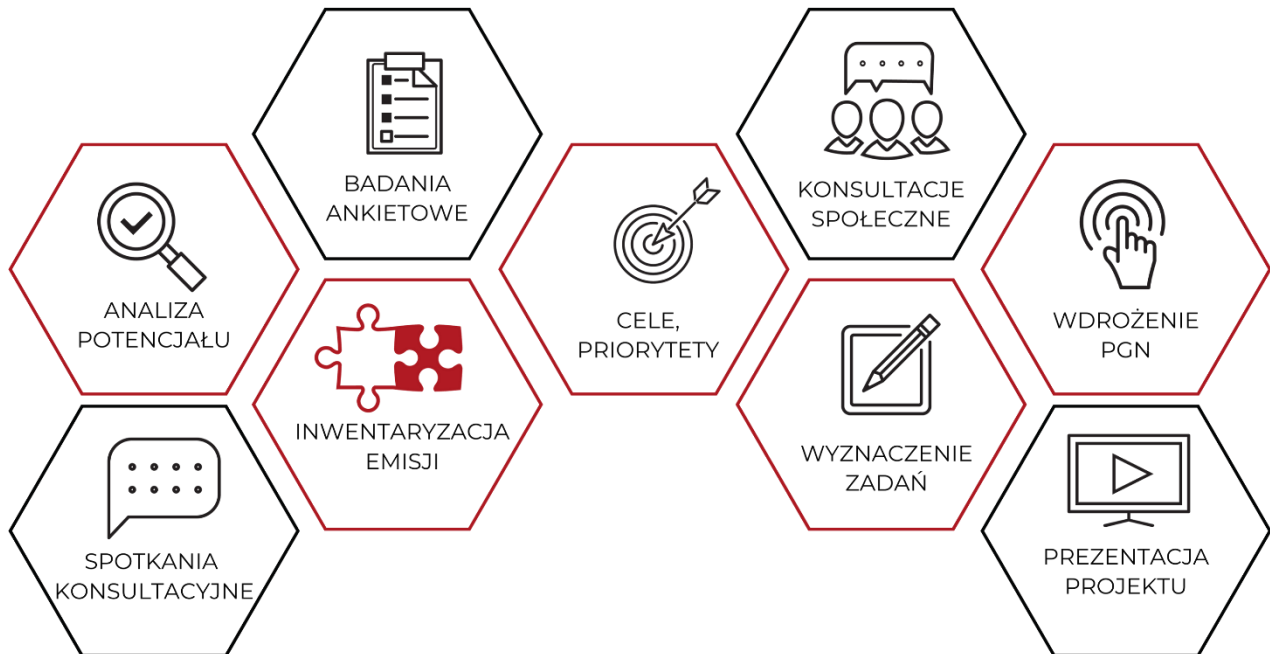 BADANIA
ANKIETOWE
KONSULTACJE
SPOŁECZNE
ANALIZA
POTENCJAŁU
CELE,
PRIORYTETY
WDROŻENIE
PGN
INWENTARYZACJA
EMISJI
WYZNACZENIE
ZADAŃ
SPOTKANIA
KONSULTACYJNE
PREZENTACJA
PROJEKTU